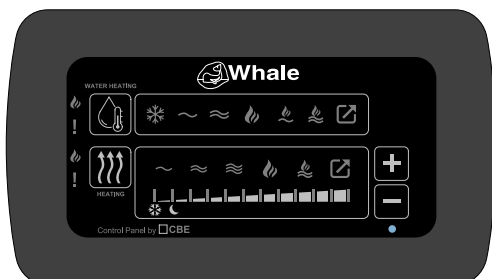 Whale
WATER HEATING
!
!
HEATING
+
−
Control Panel by CBE